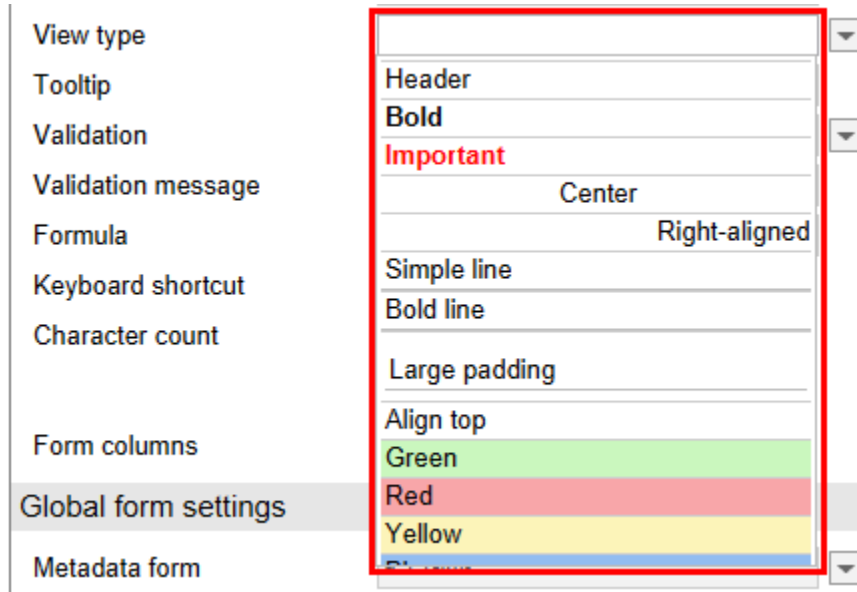 View type
Tooltip
Header
Bold
Validation
Important
Validation message
Center
Formula
Right-aligned
Keyboard shortcut
Simple line
Bold line
Character count
Large padding
Align top
Form columns
Green
Global form settings
Red
Yellow
Metadata form